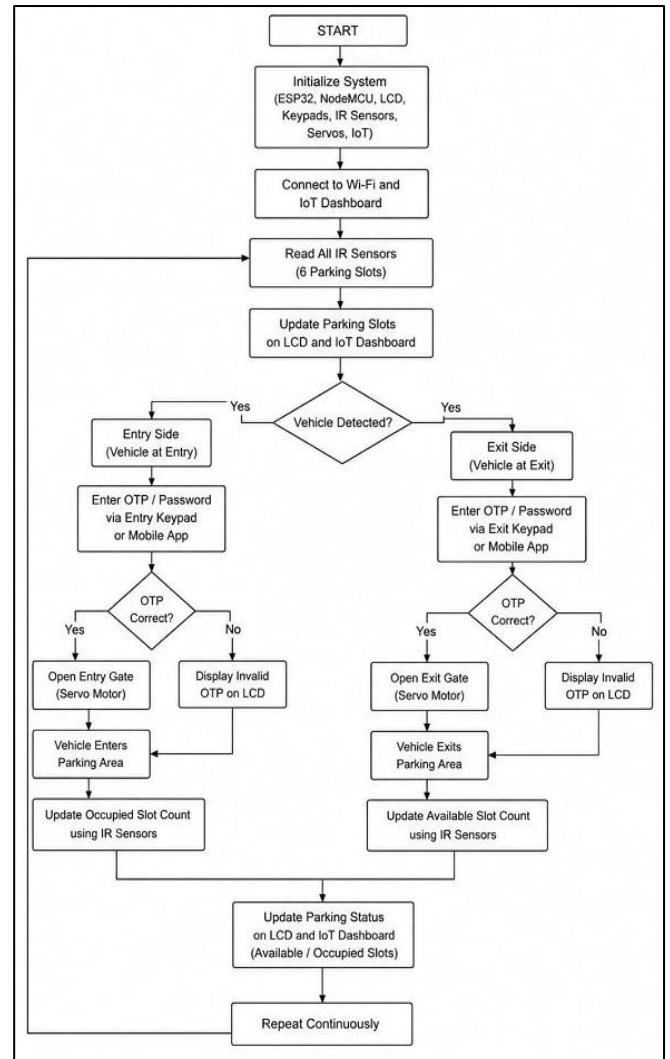 START
Initialize System
(ESP32, NodeMCU, LCD,
Keypads, IR Sensors,
Servos, IoT)
Connect to Wi-Fi and
IoT Dashboard
Read All IR Sensors
(6 Parking Slots)
Update Parking Slots
on LCD and IoT Dashboard
Vehicle Detected?
Yes
Yes
Entry Side
(Vehicle at Entry)
Enter OTP / Password
via Entry Keypad
or Mobile App
OTP
Correct?
Yes
No
Open Entry Gate
(Servo Motor)
Display Invalid
OTP on LCD
Vehicle Enters
Parking Area
Update Occupied Slot Count
using IR Sensors
Exit Side
(Vehicle at Exit)
Enter OTP / Password
via Exit Keypad
or Mobile App
OTP
Correct?
Yes
No
Open Exit Gate
(Servo Motor)
Display Invalid
OTP on LCD
Vehicle Exits
Parking Area
Update Available Slot Count
using IR Sensors
Update Parking Status
on LCD and IoT Dashboard
(Available / Occupied Slots)
Repeat Continuously